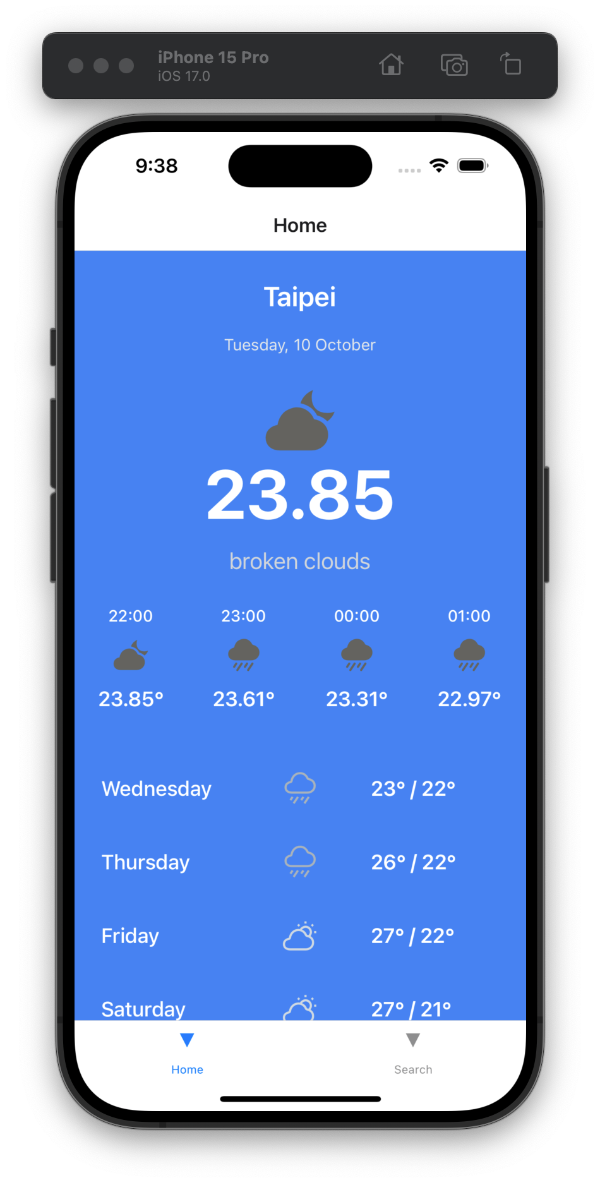 iPhone 15 Pro
iOS 17.0
9:38
Home
Taipei
Tuesday, 10 October
23.85
broken clouds
22:00 23:00 00:00 01:00
23.85° 23.61° 23.31° 22.97°
Wednesday 23° / 22°
Thursday 26° / 22°
Friday 27° / 22°
Saturday 27° / 21°
Home Search